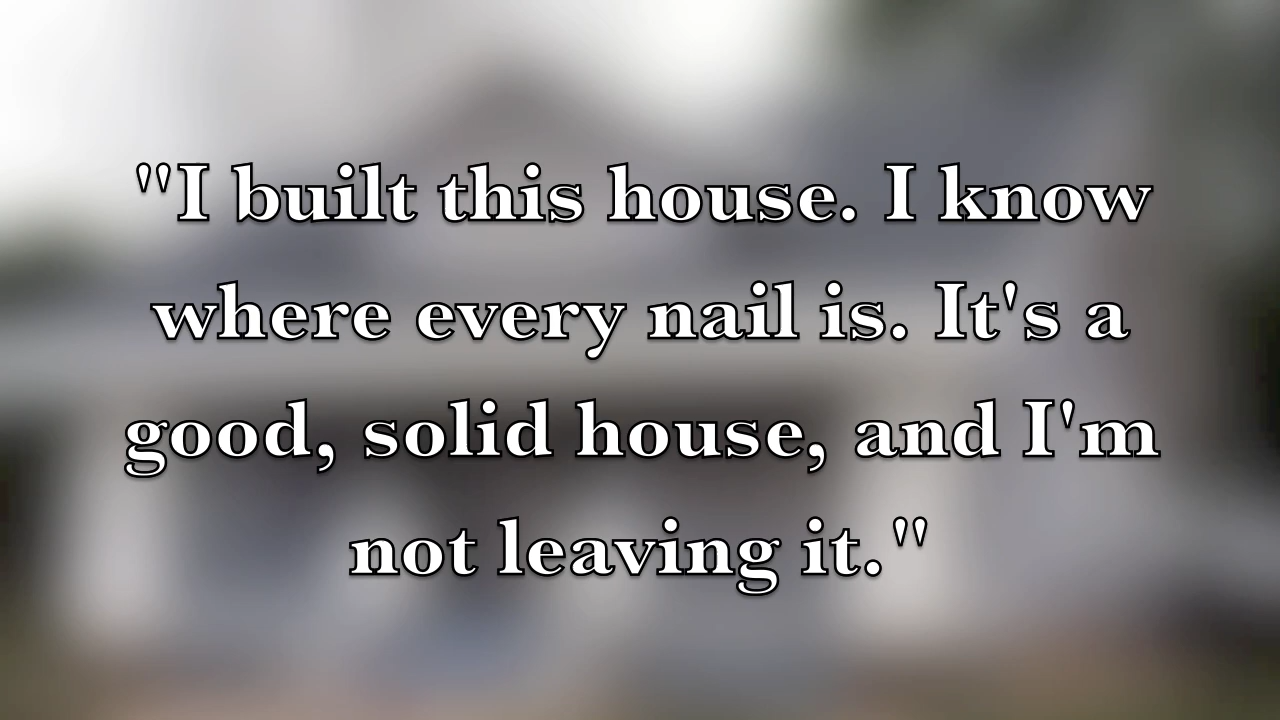 "I built this house. I know
where every nail is. It's a
good, solid house, and I'm
not leaving it."